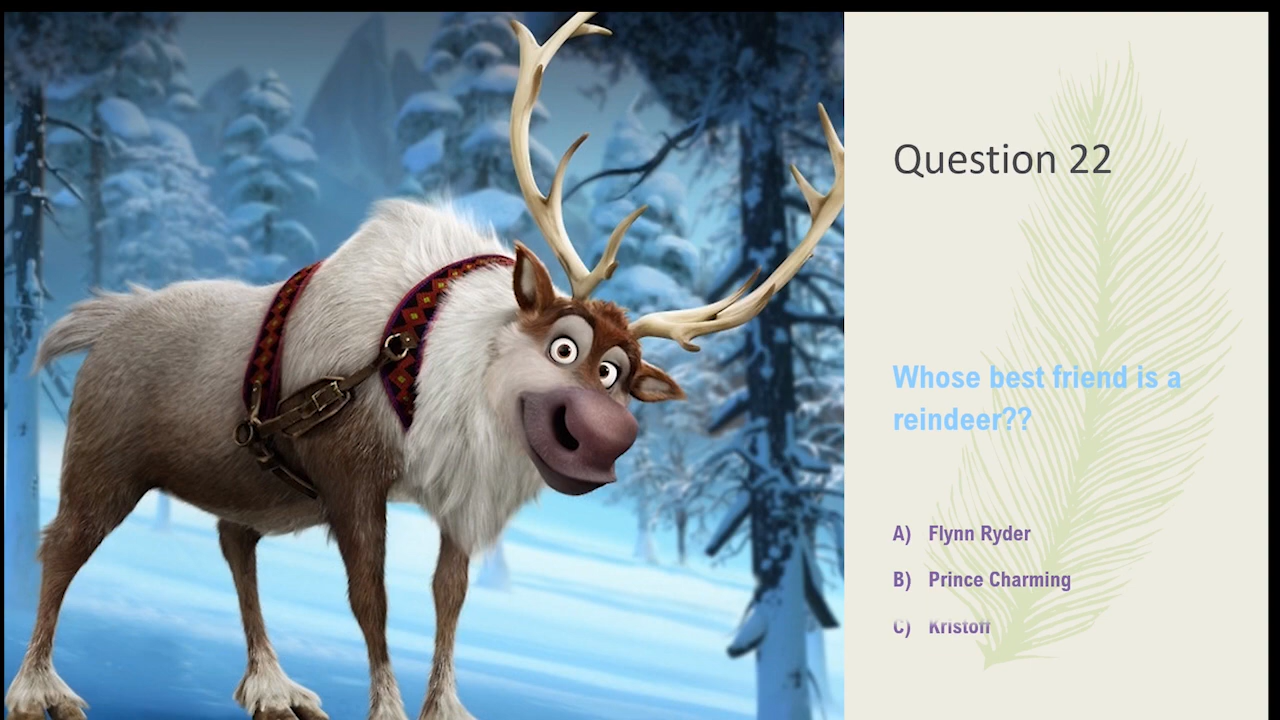 Question 22
Whose best friend is a
reindeer??
A) Flynn Ryder
B) Prince Charming
C) Kristoff